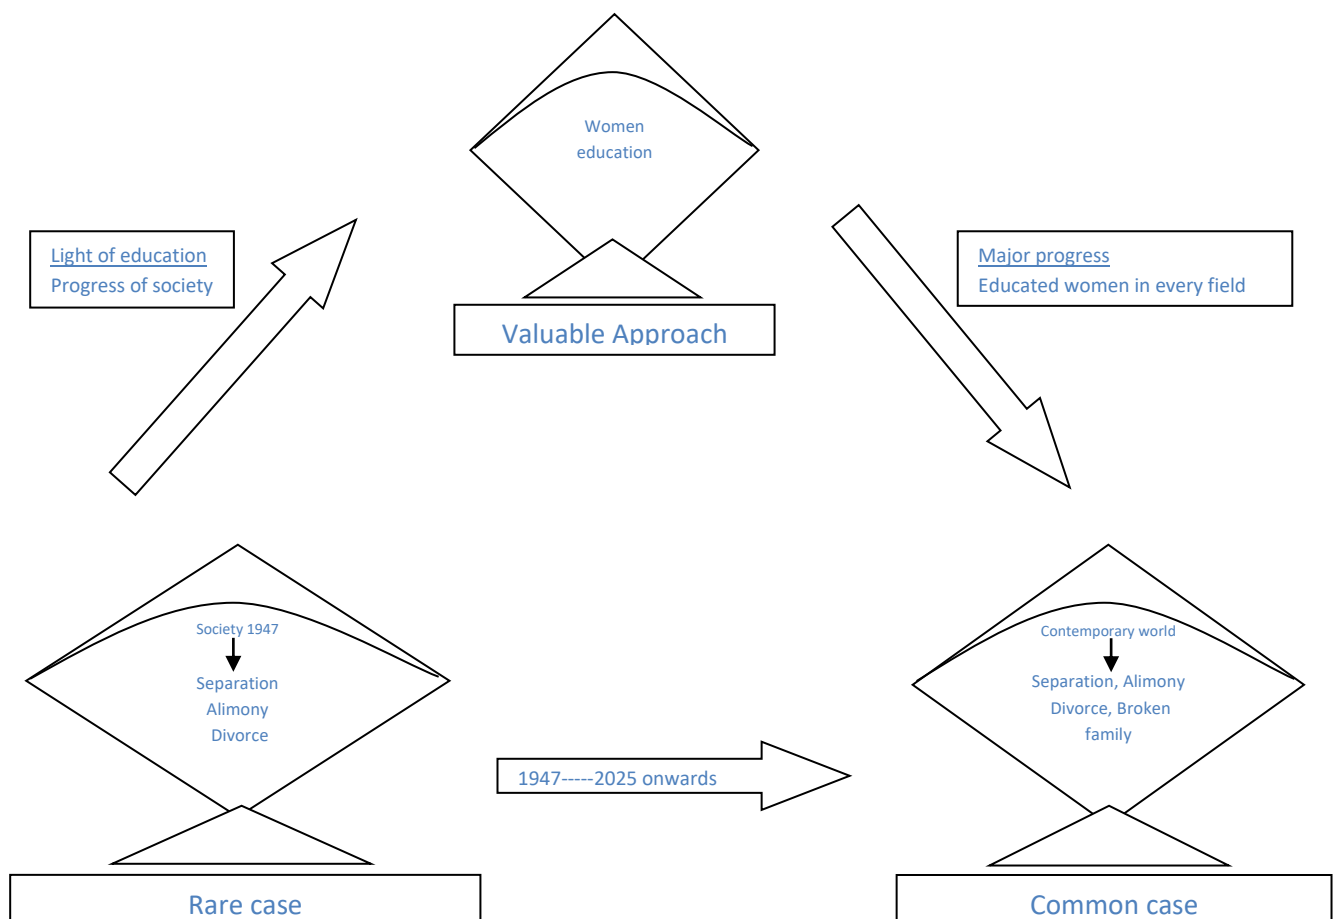 Women
education
Light of education
Progress of society
Major progress
Educated women in every field
Valuable Approach
Society 1947
Separation
Alimony
Divorce
Contemporary world
Separation, Alimony
Divorce, Broken
family
1947-----2025 onwards
Rare case
Common case